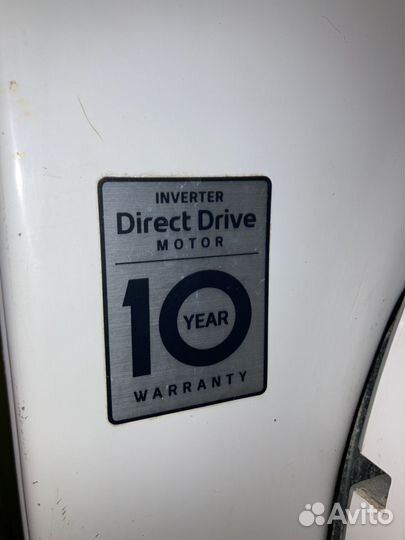 INVERTER
Direct Drive
MOTOR
10
YEAR
WARRANTY
Avito